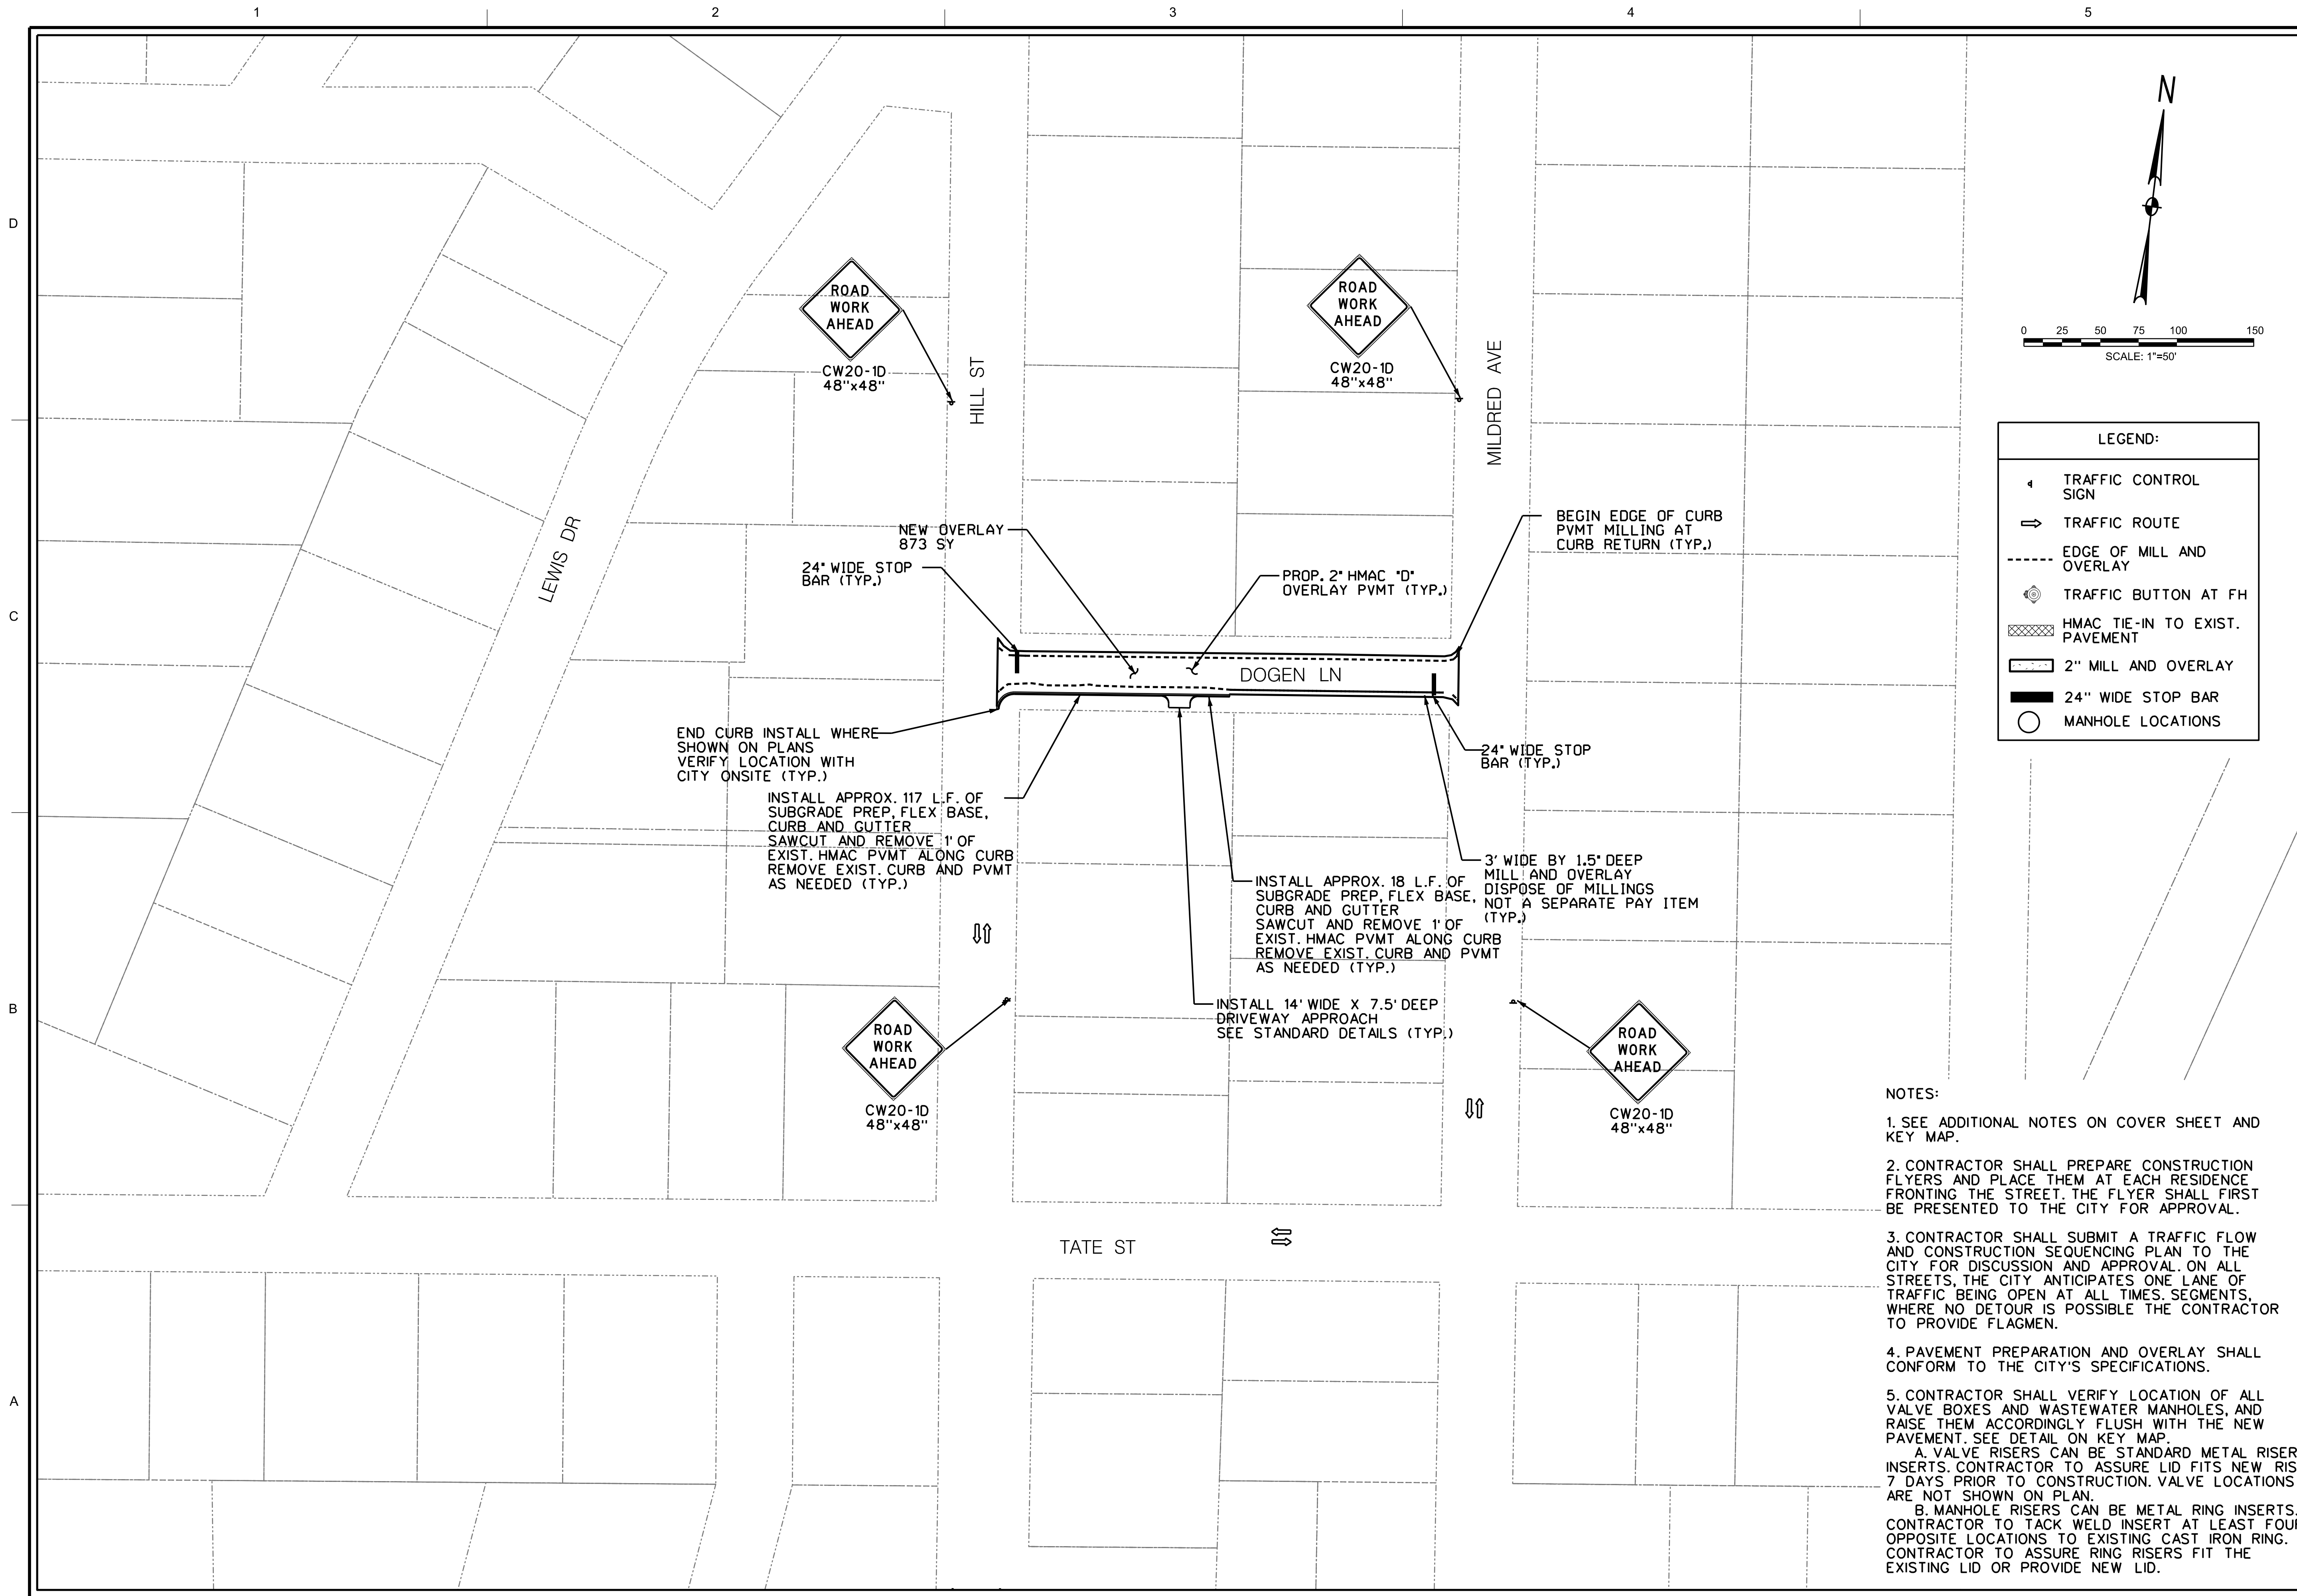 1
2
3
4
5
D
C
B
A
N
0 25 50 75 100 150
SCALE: 1"=50'
ROAD
WORK
AHEAD
CW20-1D
48"x48"
ROAD
WORK
AHEAD
CW20-1D
48"x48"
HILL ST
MILDRED AVE
LEWIS DR
LEGEND:
TRAFFIC CONTROL
SIGN
TRAFFIC ROUTE
EDGE OF MILL AND
OVERLAY
TRAFFIC BUTTON AT FH
HMAC TIE-IN TO EXIST.
PAVEMENT
2" MILL AND OVERLAY
24" WIDE STOP BAR
MANHOLE LOCATIONS
NEW OVERLAY
873 SY
24" WIDE STOP
BAR (TYP.)
PROP. 2" HMAC "D"
OVERLAY PVMT (TYP.)
BEGIN EDGE OF CURB
PVMT MILLING AT
CURB RETURN (TYP.)
DOGEN LN
END CURB INSTALL WHERE
SHOWN ON PLANS
VERIFY LOCATION WITH
CITY ONSITE (TYP.)
24" WIDE STOP
BAR (TYP.)
INSTALL APPROX. 117 L.F. OF
SUBGRADE PREP, FLEX BASE,
CURB AND GUTTER
SAWCUT AND REMOVE 1' OF
EXIST. HMAC PVMT ALONG CURB
REMOVE EXIST. CURB AND PVMT
AS NEEDED (TYP.)
3' WIDE BY 1.5" DEEP
MILL AND OVERLAY
DISPOSE OF MILLINGS
NOT A SEPARATE PAY ITEM
(TYP.)
INSTALL APPROX. 18 L.F. OF
SUBGRADE PREP, FLEX BASE,
CURB AND GUTTER
SAWCUT AND REMOVE 1' OF
EXIST. HMAC PVMT ALONG CURB
REMOVE EXIST. CURB AND PVMT
AS NEEDED (TYP.)
INSTALL 14' WIDE X 7.5' DEEP
DRIVEWAY APPROACH
SEE STANDARD DETAILS (TYP.)
ROAD
WORK
AHEAD
CW20-1D
48"x48"
ROAD
WORK
AHEAD
CW20-1D
48"x48"
TATE ST
NOTES:
1. SEE ADDITIONAL NOTES ON COVER SHEET AND
KEY MAP.
2. CONTRACTOR SHALL PREPARE CONSTRUCTION
FLYERS AND PLACE THEM AT EACH RESIDENCE
FRONTING THE STREET. THE FLYER SHALL FIRST
BE PRESENTED TO THE CITY FOR APPROVAL.
3. CONTRACTOR SHALL SUBMIT A TRAFFIC FLOW
AND CONSTRUCTION SEQUENCING PLAN TO THE
CITY FOR DISCUSSION AND APPROVAL. ON ALL
STREETS, THE CITY ANTICIPATES ONE LANE OF
TRAFFIC BEING OPEN AT ALL TIMES. SEGMENTS,
WHERE NO DETOUR IS POSSIBLE THE CONTRACTOR
TO PROVIDE FLAGMEN.
4. PAVEMENT PREPARATION AND OVERLAY SHALL
CONFORM TO THE CITY'S SPECIFICATIONS.
5. CONTRACTOR SHALL VERIFY LOCATION OF ALL
VALVE BOXES AND WASTEWATER MANHOLES, AND
RAISE THEM ACCORDINGLY FLUSH WITH THE NEW
PAVEMENT. SEE DETAIL ON KEY MAP.
A. VALVE RISERS CAN BE STANDARD METAL RISER
INSERTS. CONTRACTOR TO ASSURE LID FITS NEW RIS
7 DAYS PRIOR TO CONSTRUCTION. VALVE LOCATIONS
ARE NOT SHOWN ON PLAN.
B. MANHOLE RISERS CAN BE METAL RING INSERTS.
CONTRACTOR TO TACK WELD INSERT AT LEAST FOUR
OPPOSITE LOCATIONS TO EXISTING CAST IRON RING.
CONTRACTOR TO ASSURE RING RISERS FIT THE
EXISTING LID OR PROVIDE NEW LID.